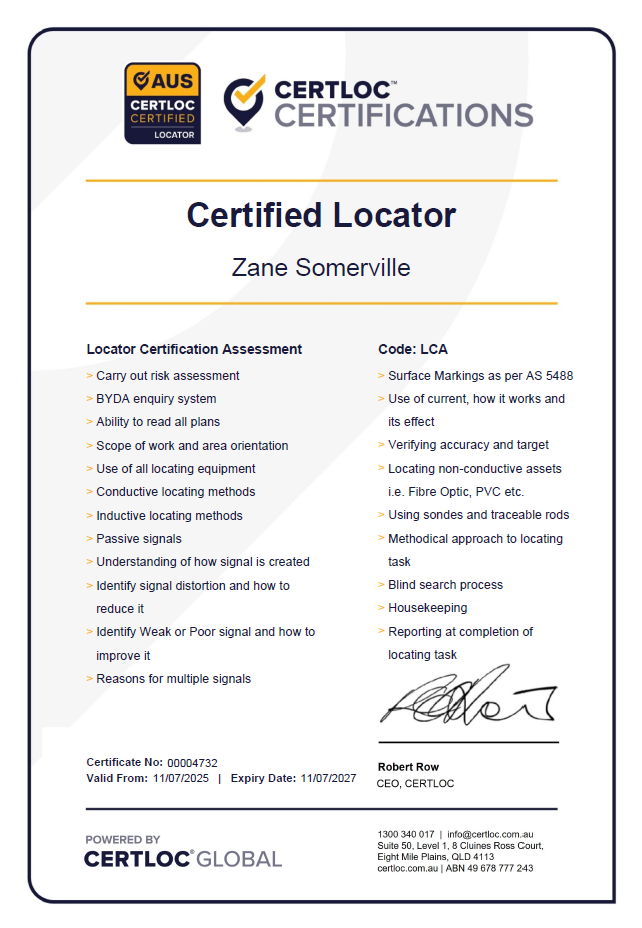 AUS
CERTLOC
CERTIFIED
LOCATOR
CERTLOC™
CERTIFICATIONS
Certified Locator
Zane Somerville
Locator Certification Assessment
> Carry out risk assessment
> BYDA enquiry system
> Ability to read all plans
> Scope of work and area orientation
> Use of all locating equipment
> Conductive locating methods
> Inductive locating methods
> Passive signals
> Understanding of how signal is created
> Identify signal distortion and how to
reduce it
> Identify Weak or Poor signal and how to
improve it
> Reasons for multiple signals
Code: LCA
> Surface Markings as per AS 5488
> Use of current, how it works and
its effect
> Verifying accuracy and target
> Locating non-conductive assets
i.e. Fibre Optic, PVC etc.
> Using sondes and traceable rods
> Methodical approach to locating
task
> Blind search process
> Housekeeping
> Reporting at completion of
locating task
Certificate No: 00004732
Valid From: 11/07/2025 | Expiry Date: 11/07/2027
Robert Row
CEO, CERTLOC
POWERED BY
CERTLOC® GLOBAL
1300 340 017 | info@certloc.com.au
Suite 50, Level 1, 8 Cluines Ross Court,
Eight Mile Plains, QLD 4113
certloc.com.au | ABN 49 678 777 243